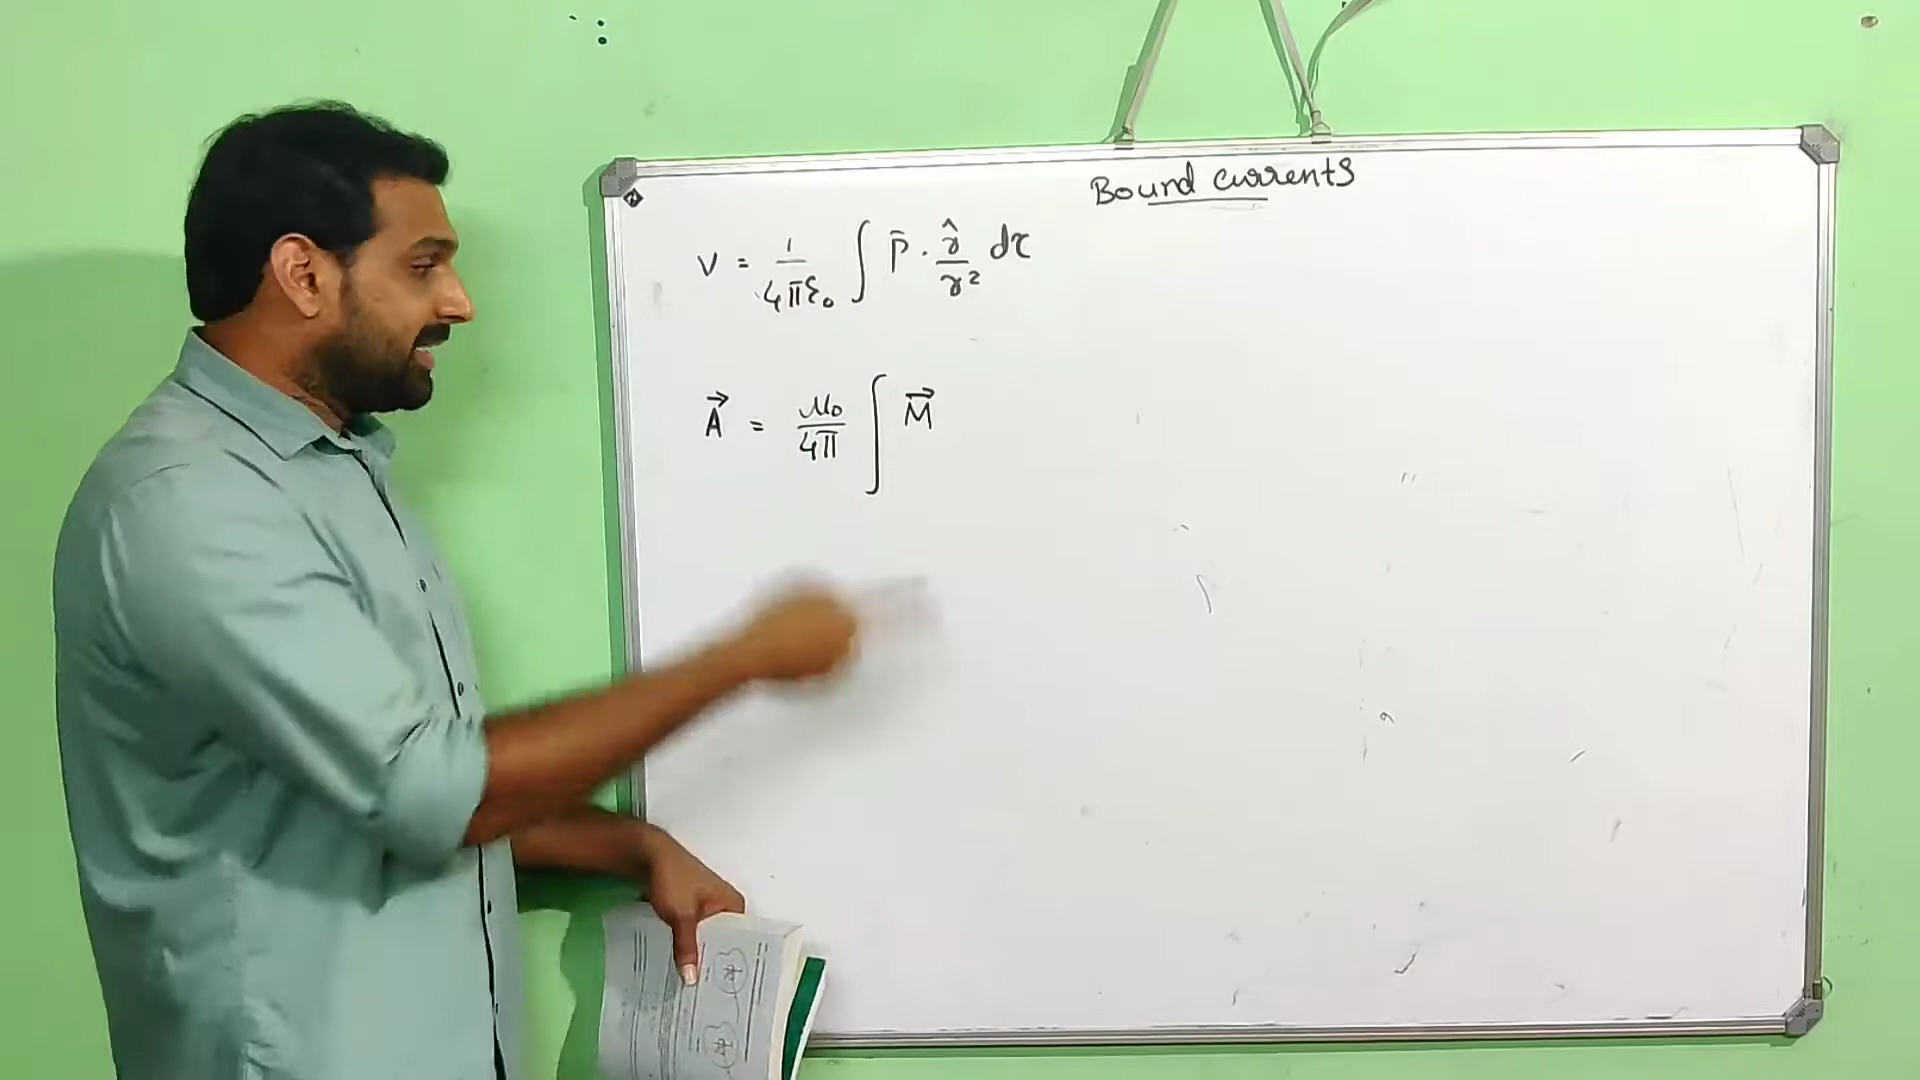 Bound currents
V = 1/4πε₀ ∫ P̄ · r̂/r² dτ
A⃗ = μ₀/4π ∫ M⃗